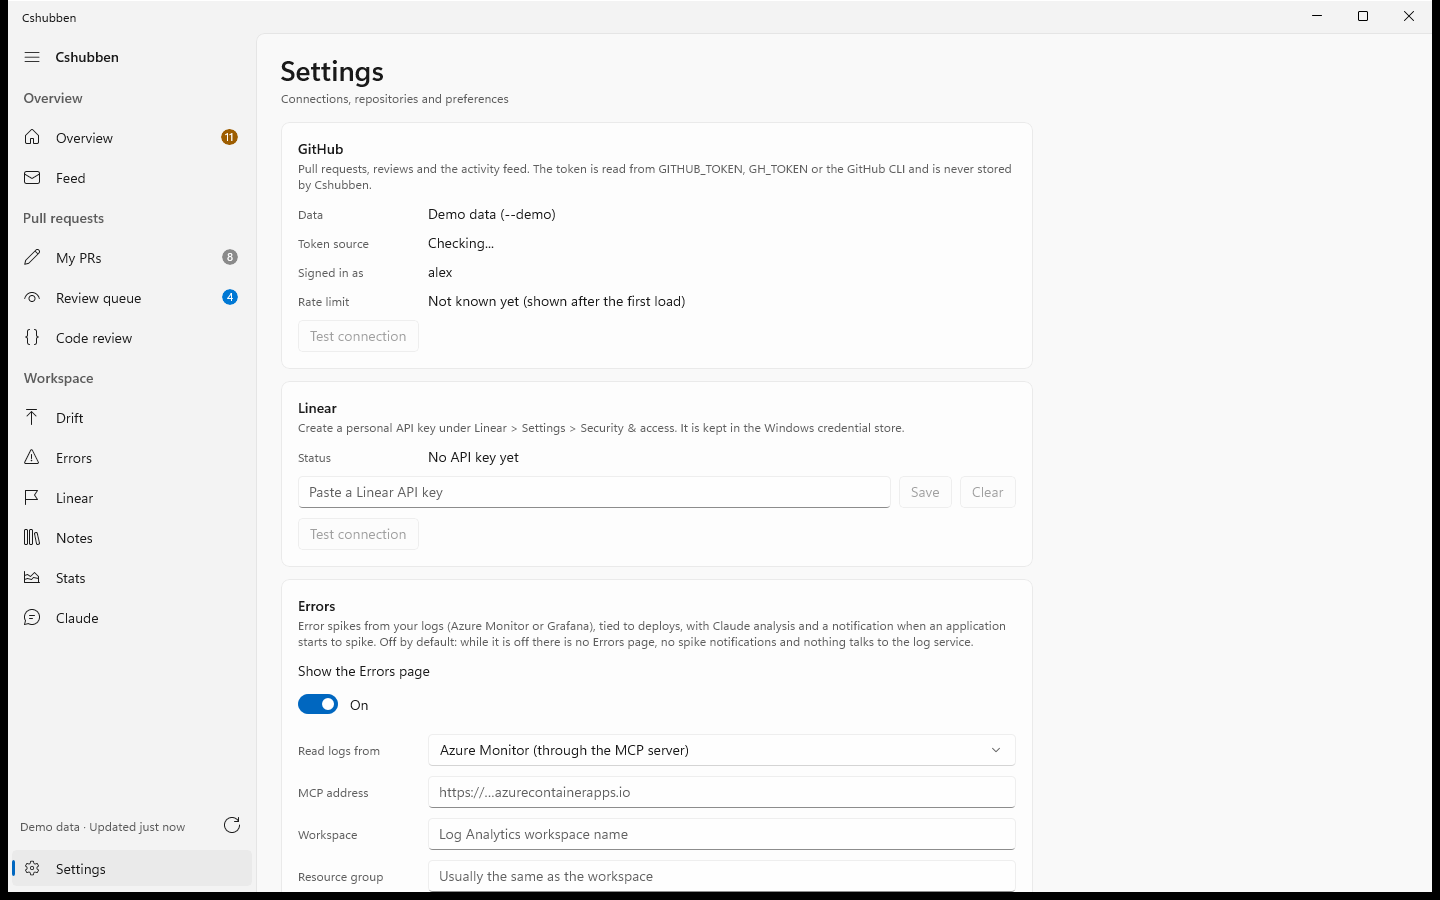 Cshubben
Cshubben
Overview
Overview 11
Feed
Pull requests
My PRs 8
Review queue 4
Code review
Workspace
Drift
Errors
Linear
Notes
Stats
Claude
Demo data · Updated just now
Settings
Settings
Connections, repositories and preferences
GitHub
Pull requests, reviews and the activity feed. The token is read from GITHUB_TOKEN, GH_TOKEN or the GitHub CLI and is never stored
by Cshubben.
Data Demo data (--demo)
Token source Checking...
Signed in as alex
Rate limit Not known yet (shown after the first load)
Test connection
Linear
Create a personal API key under Linear > Settings > Security & access. It is kept in the Windows credential store.
Status No API key yet
Paste a Linear API key Save Clear
Test connection
Errors
Error spikes from your logs (Azure Monitor or Grafana), tied to deploys, with Claude analysis and a notification when an application
starts to spike. Off by default: while it is off there is no Errors page, no spike notifications and nothing talks to the log service.
Show the Errors page
On
Read logs from Azure Monitor (through the MCP server)
MCP address https://...azurecontainerapps.io
Workspace Log Analytics workspace name
Resource group Usually the same as the workspace